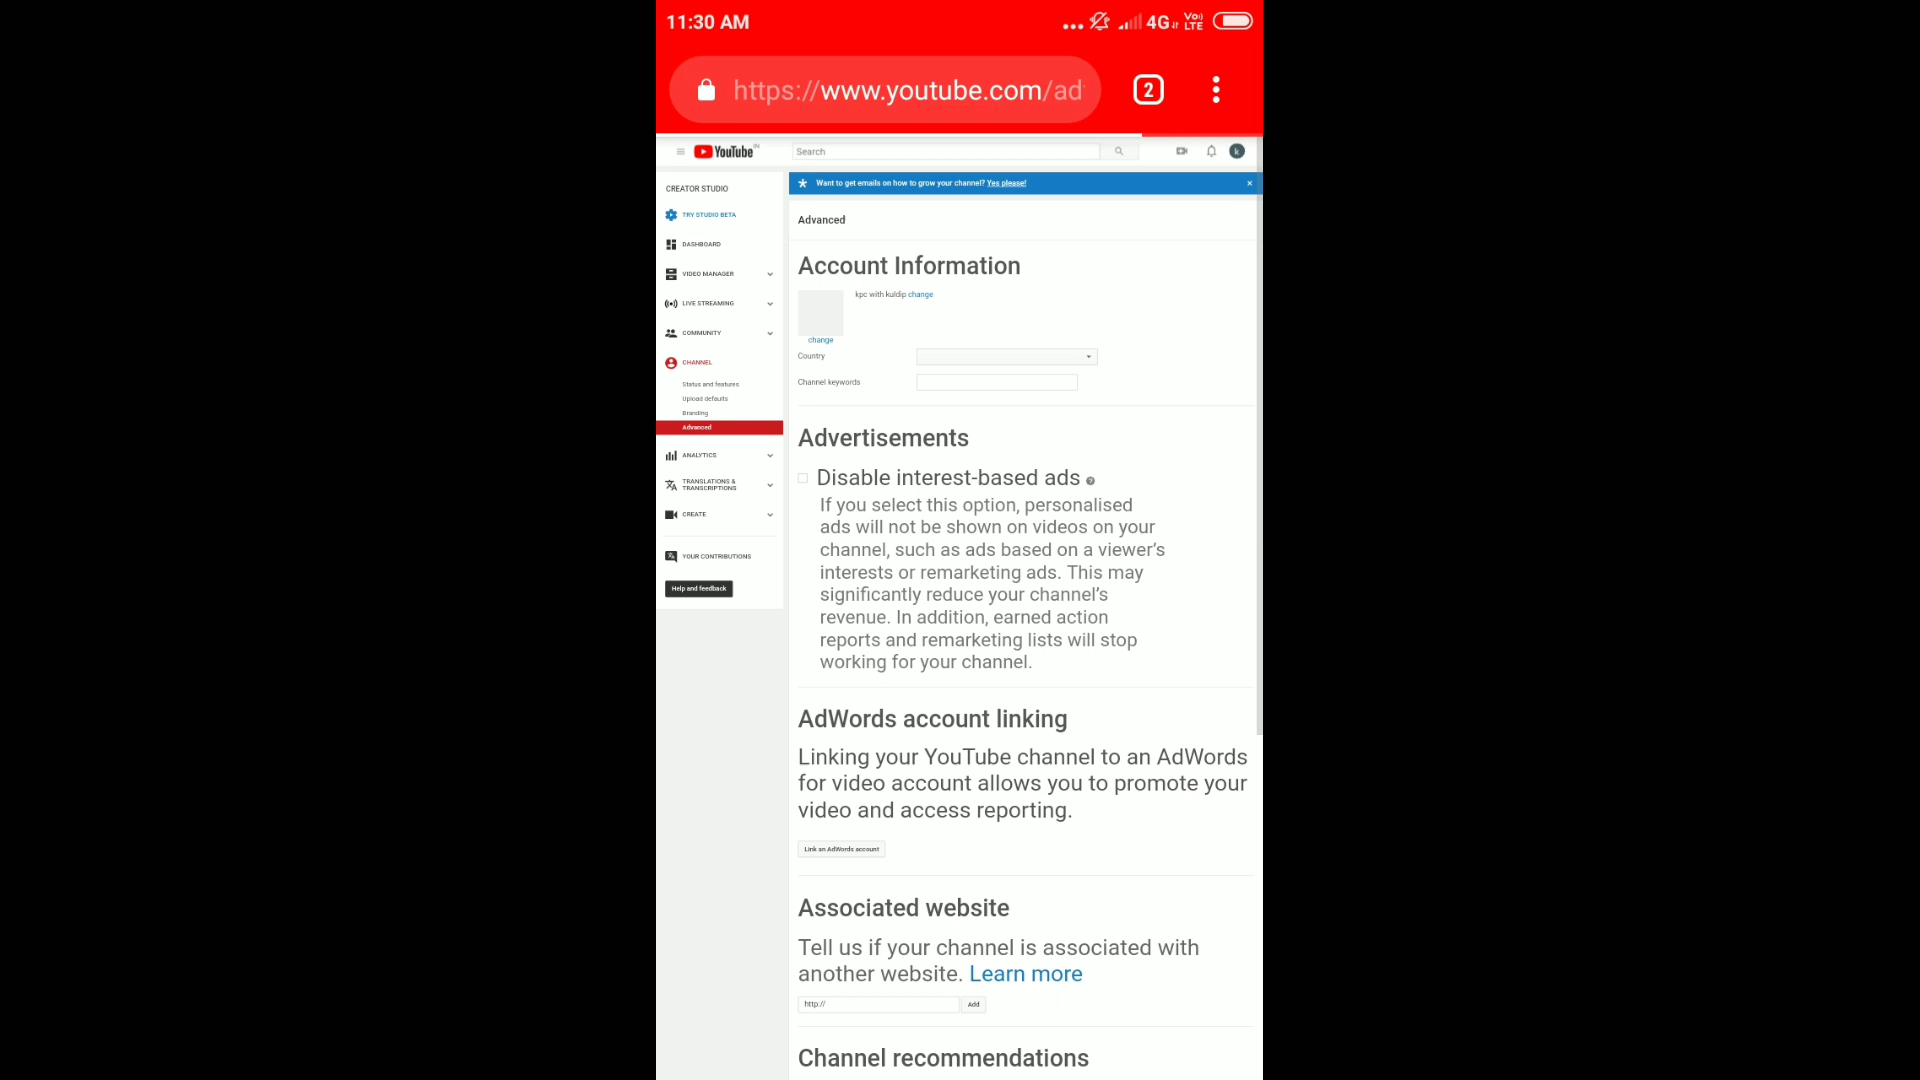 11:30 AM
4G
Vo) LTE
https://www.youtube.com/ad
2
YouTube IN
Search
k
CREATOR STUDIO
TRY STUDIO BETA
DASHBOARD
VIDEO MANAGER
LIVE STREAMING
COMMUNITY
CHANNEL
Status and features
Upload defaults
Branding
Advanced
ANALYTICS
TRANSLATIONS &
TRANSCRIPTIONS
CREATE
YOUR CONTRIBUTIONS
Help and feedback
Want to get emails on how to grow your channel? Yes please!
Advanced
Account Information
kpc with kuldip change
change
Country
Channel keywords
Advertisements
Disable interest-based ads
If you select this option, personalised
ads will not be shown on videos on your
channel, such as ads based on a viewer's
interests or remarketing ads. This may
significantly reduce your channel's
revenue. In addition, earned action
reports and remarketing lists will stop
working for your channel.
AdWords account linking
Linking your YouTube channel to an AdWords
for video account allows you to promote your
video and access reporting.
Link an AdWords account
Associated website
Tell us if your channel is associated with
another website. Learn more
http://
Add
Channel recommendations